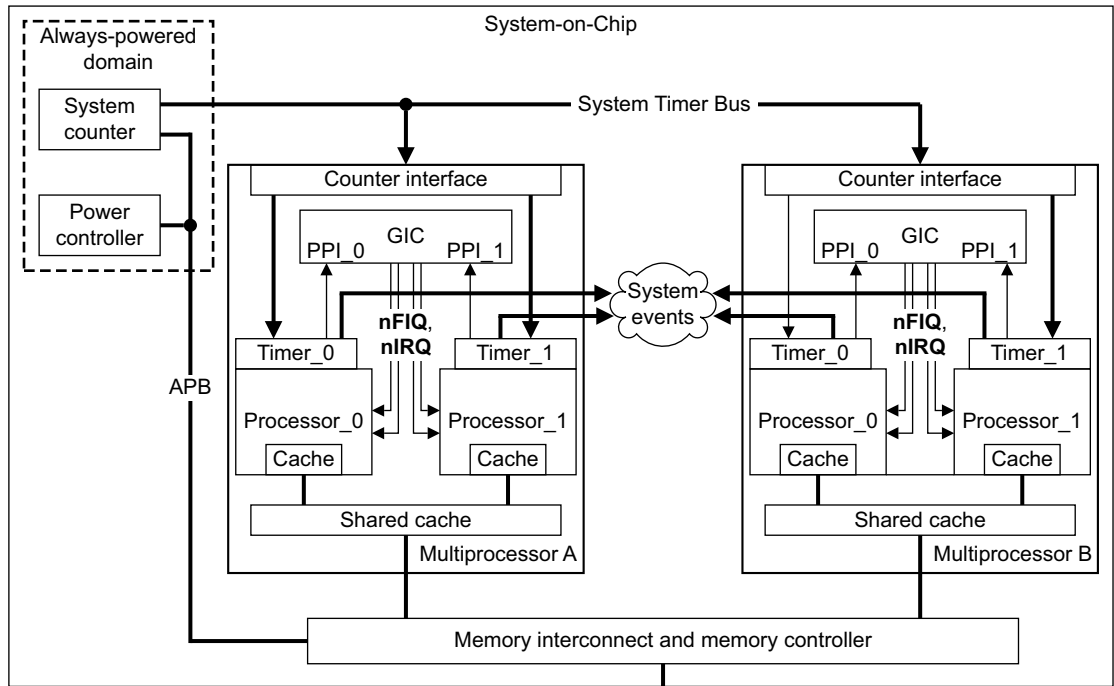 System-on-Chip
Always-powered
domain
System
counter
Power
controller
System Timer Bus
APB
Counter interface
GIC
PPI_0
PPI_1
nFIQ,
nIRQ
Timer_0
Timer_1
Processor_0
Processor_1
Cache
Cache
Shared cache
Multiprocessor A
System
events
Counter interface
GIC
PPI_0
PPI_1
nFIQ,
nIRQ
Timer_0
Timer_1
Processor_0
Processor_1
Cache
Cache
Shared cache
Multiprocessor B
Memory interconnect and memory controller